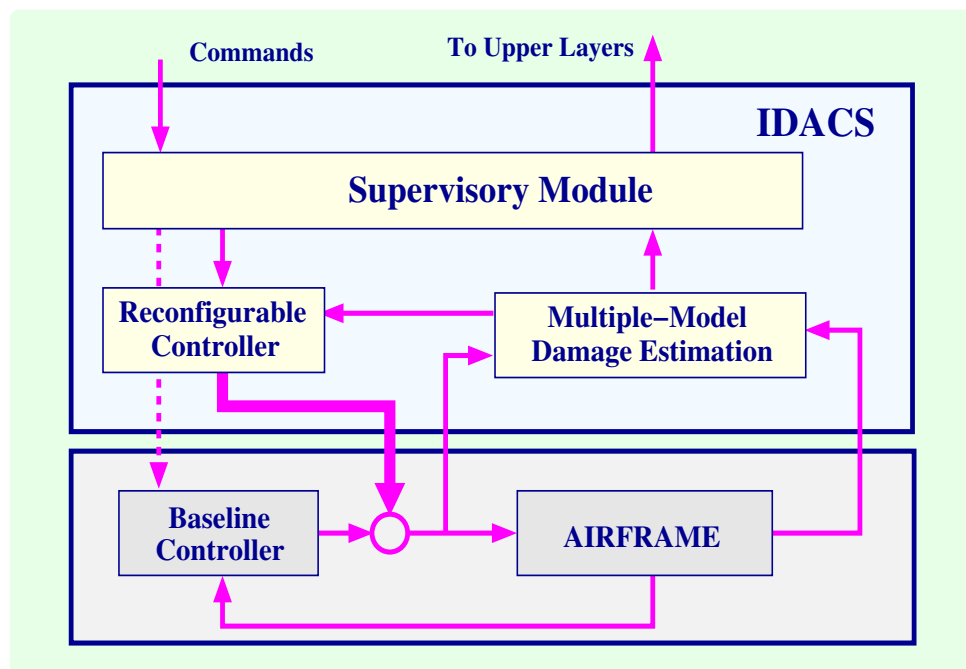 Commands
To Upper Layers
IDACS
Supervisory Module
Reconfigurable
Controller
Multiple−Model
Damage Estimation
Baseline
Controller
AIRFRAME